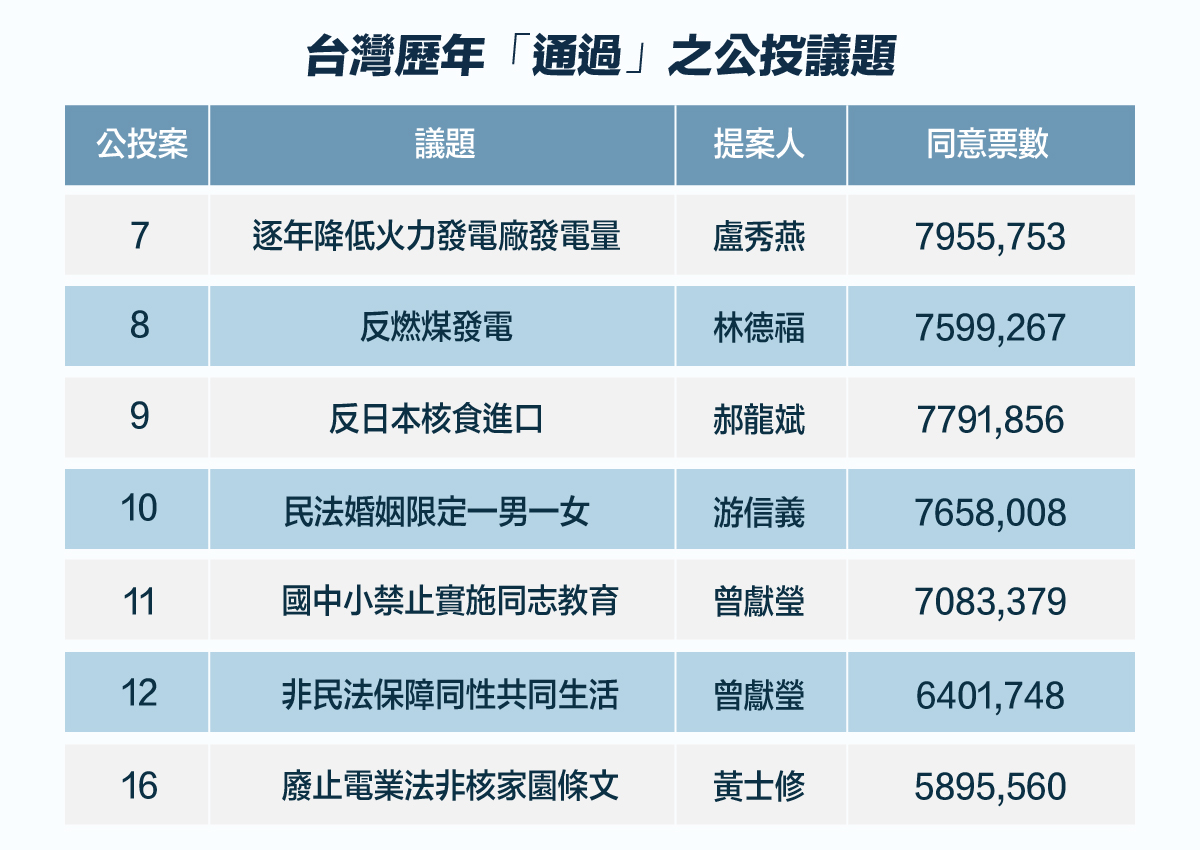 台灣歷年「通過」之公投議題
公投案 議題 提案人 同意票數
7 逐年降低火力發電廠發電量 盧秀燕 7955,753
8 反燃煤發電 林德福 7599,267
9 反日本核食進口 郝龍斌 7791,856
10 民法婚姻限定一男一女 游信義 7658,008
11 國中小禁止實施同志教育 曾獻瑩 7083,379
12 非民法保障同性共同生活 曾獻瑩 6401,748
16 廢止電業法非核家園條文 黃士修 5895,560